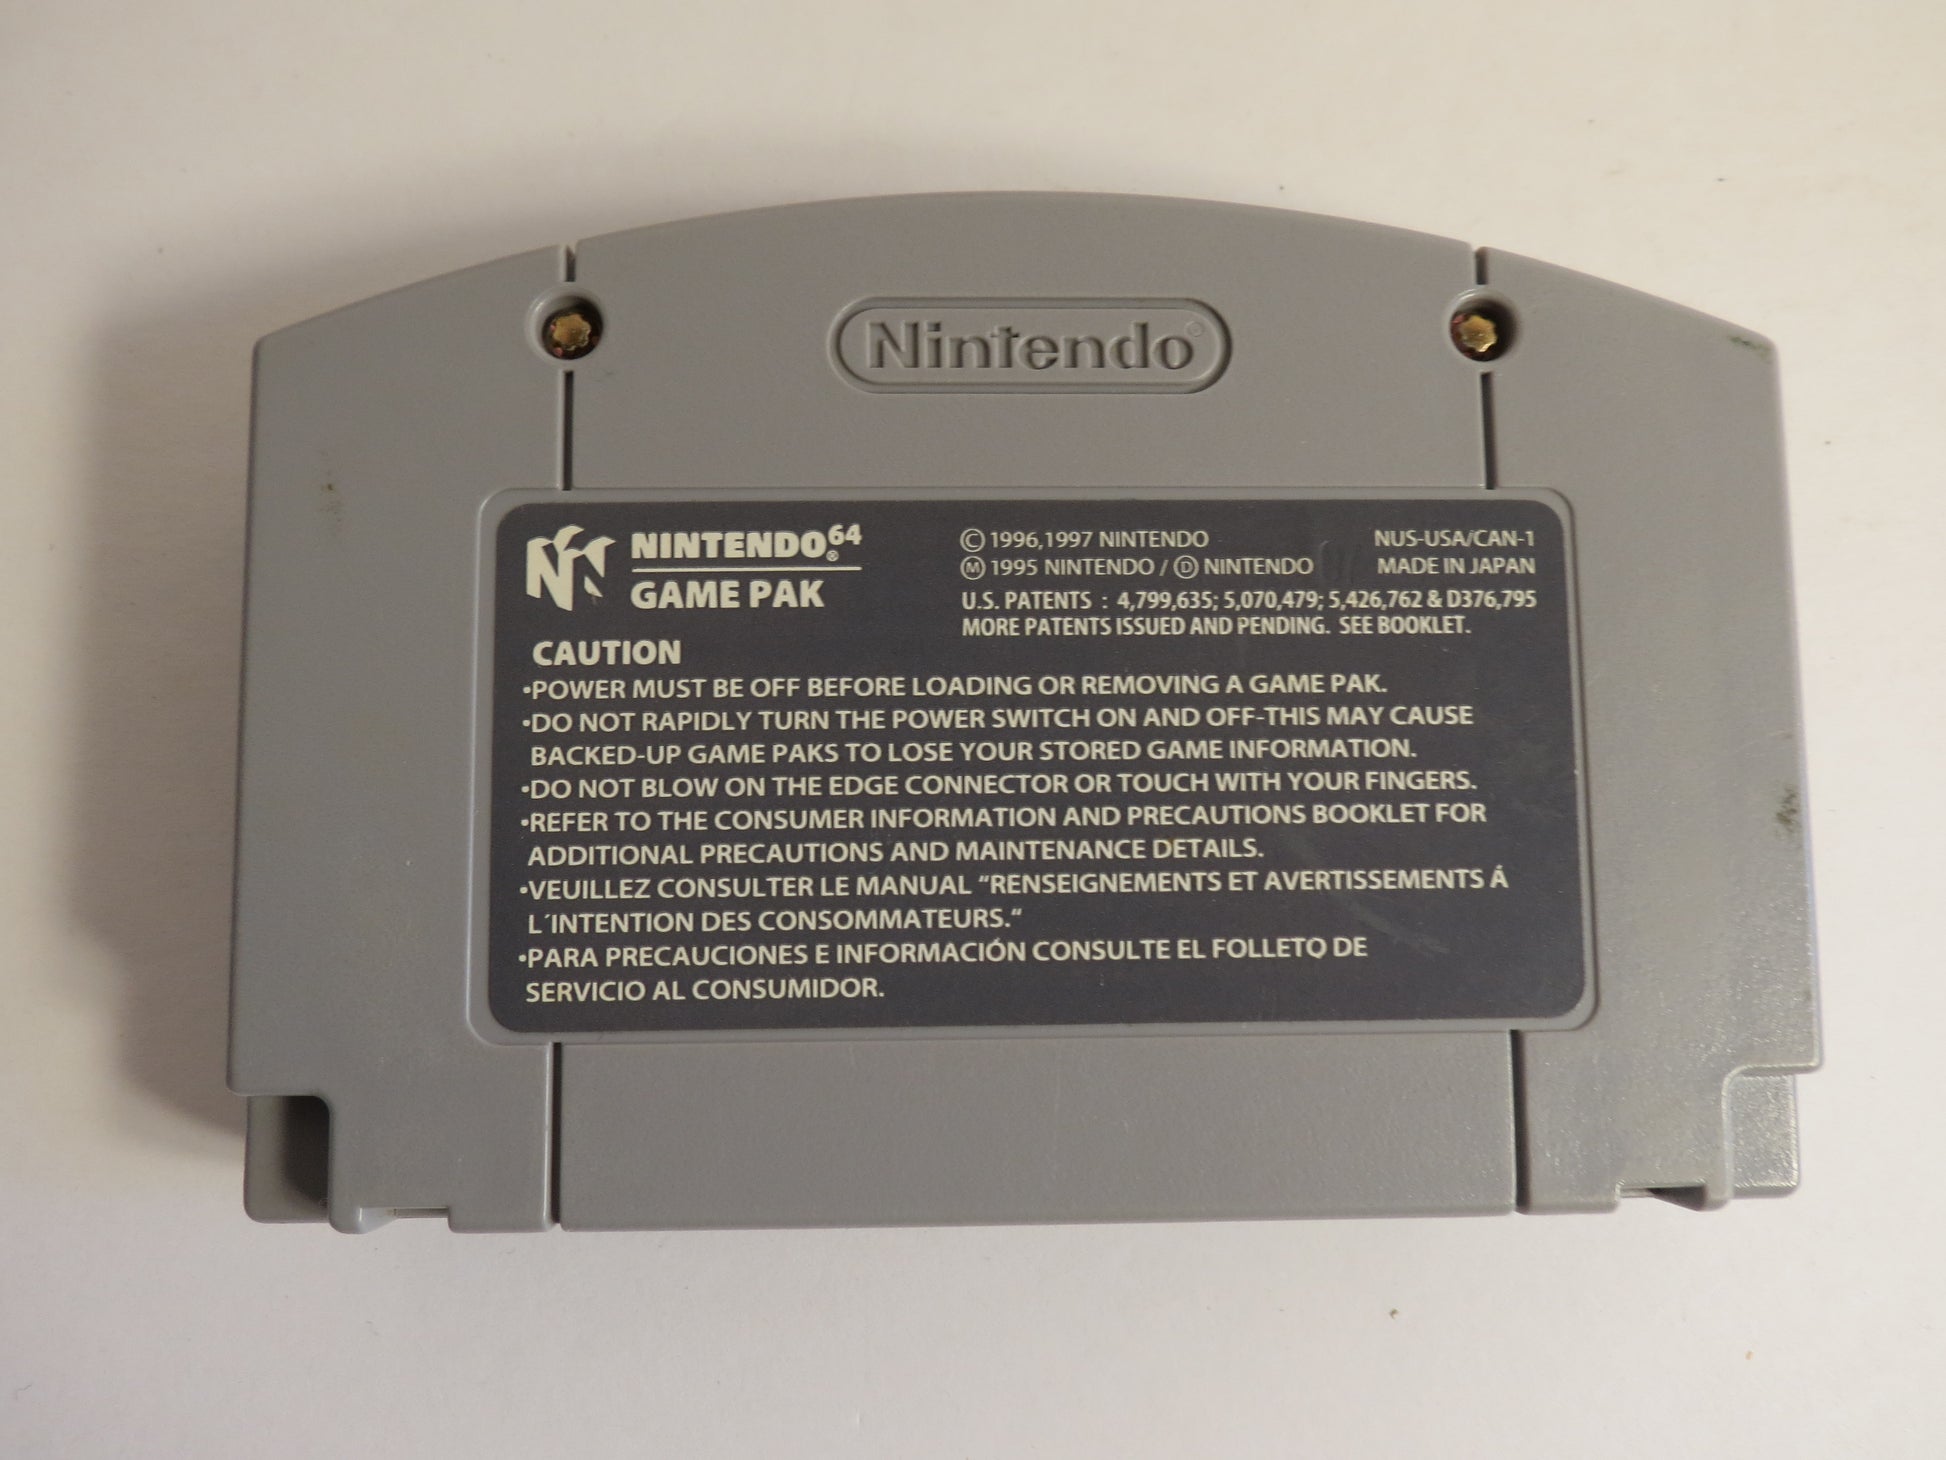 Nintendo®
NINTENDO®64
GAME PAK
©1996,1997 NINTENDO NUS-USA/CAN-1
Ⓜ1995 NINTENDO / Ⓓ NINTENDO MADE IN JAPAN
U.S. PATENTS : 4,799,635; 5,070,479; 5,426,762 & D376,795
MORE PATENTS ISSUED AND PENDING. SEE BOOKLET.
CAUTION
•POWER MUST BE OFF BEFORE LOADING OR REMOVING A GAME PAK.
•DO NOT RAPIDLY TURN THE POWER SWITCH ON AND OFF-THIS MAY CAUSE
BACKED-UP GAME PAKS TO LOSE YOUR STORED GAME INFORMATION.
•DO NOT BLOW ON THE EDGE CONNECTOR OR TOUCH WITH YOUR FINGERS.
•REFER TO THE CONSUMER INFORMATION AND PRECAUTIONS BOOKLET FOR
ADDITIONAL PRECAUTIONS AND MAINTENANCE DETAILS.
•VEUILLEZ CONSULTER LE MANUAL “RENSEIGNEMENTS ET AVERTISSEMENTS Á
L´INTENTION DES CONSOMMATEURS.“
•PARA PRECAUCIONES E INFORMACIÓN CONSULTE EL FOLLETO DE
SERVICIO AL CONSUMIDOR.